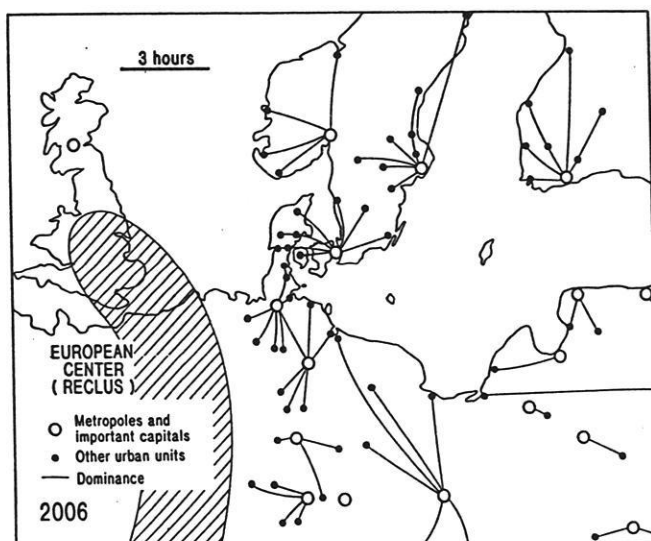 3 hours
EUROPEAN
CENTER
( RECLUS )
Metropoles and
important capitals
Other urban units
Dominance
2006